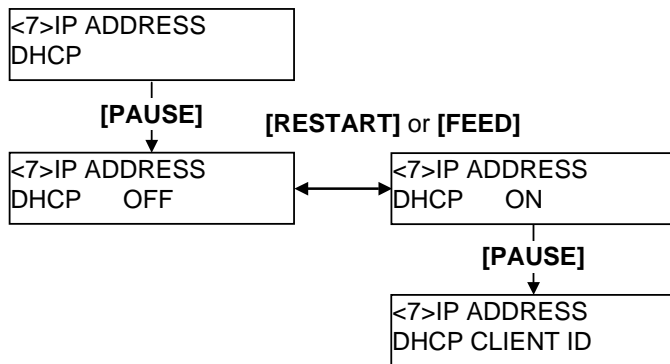 <7>IP ADDRESS
DHCP
[PAUSE]
[RESTART] or [FEED]
<7>IP ADDRESS
DHCP OFF
<7>IP ADDRESS
DHCP ON
[PAUSE]
<7>IP ADDRESS
DHCP CLIENT ID